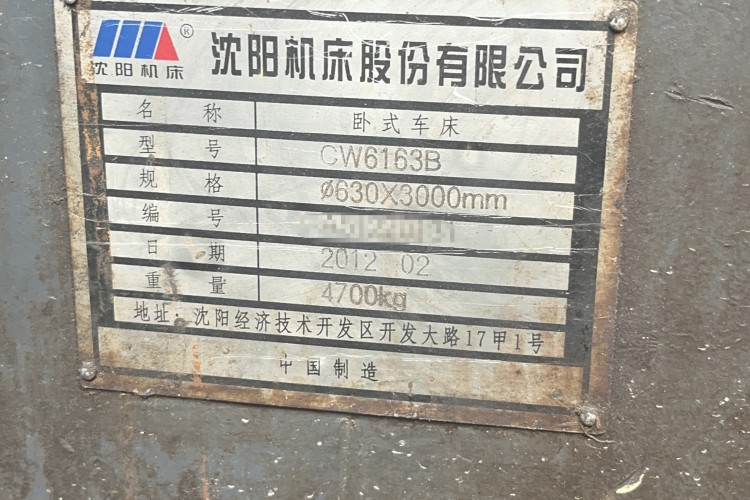 沈阳机床® 沈阳机床股份有限公司
名称 卧式车床
型号 CW6163B
规格 φ630X3000mm
编号
日期 2012 02
重量 4700kg
地址: 沈阳经济技术开发区开发大路17甲1号
中国制造